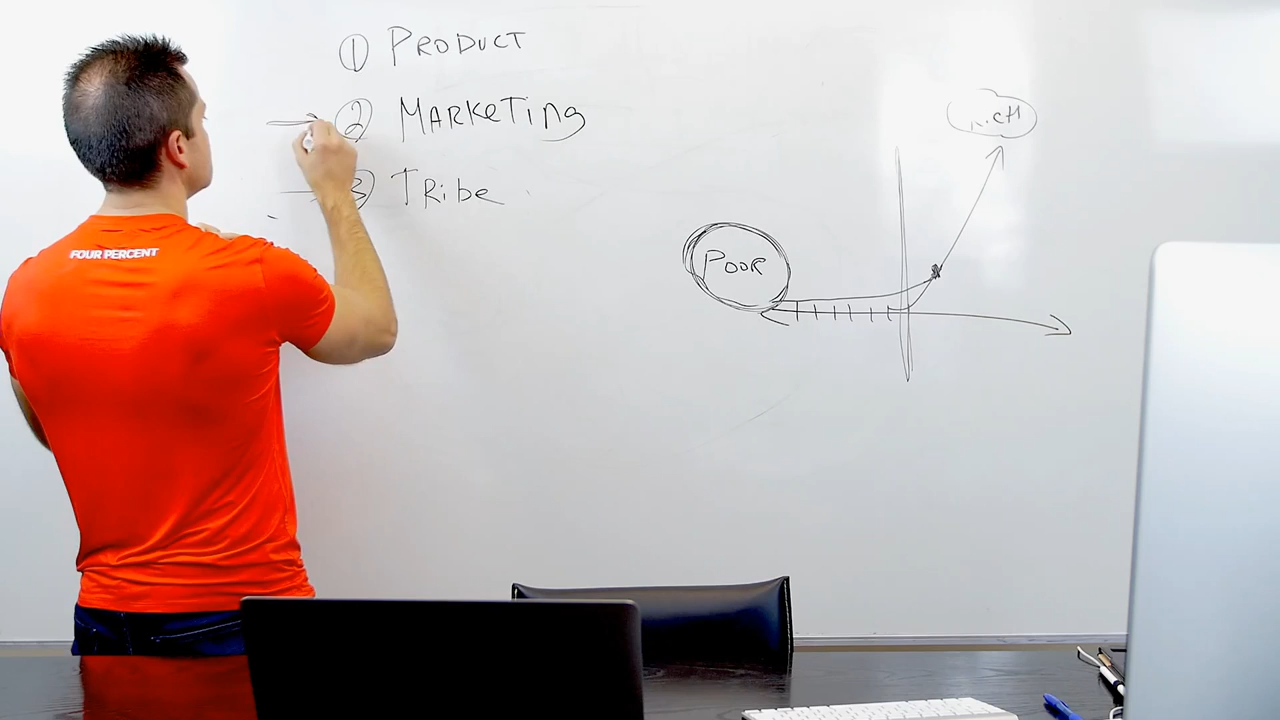 ① PRODUCT
② MARKETing
③ TRibe
FOUR PERCENT
RICH
POOR